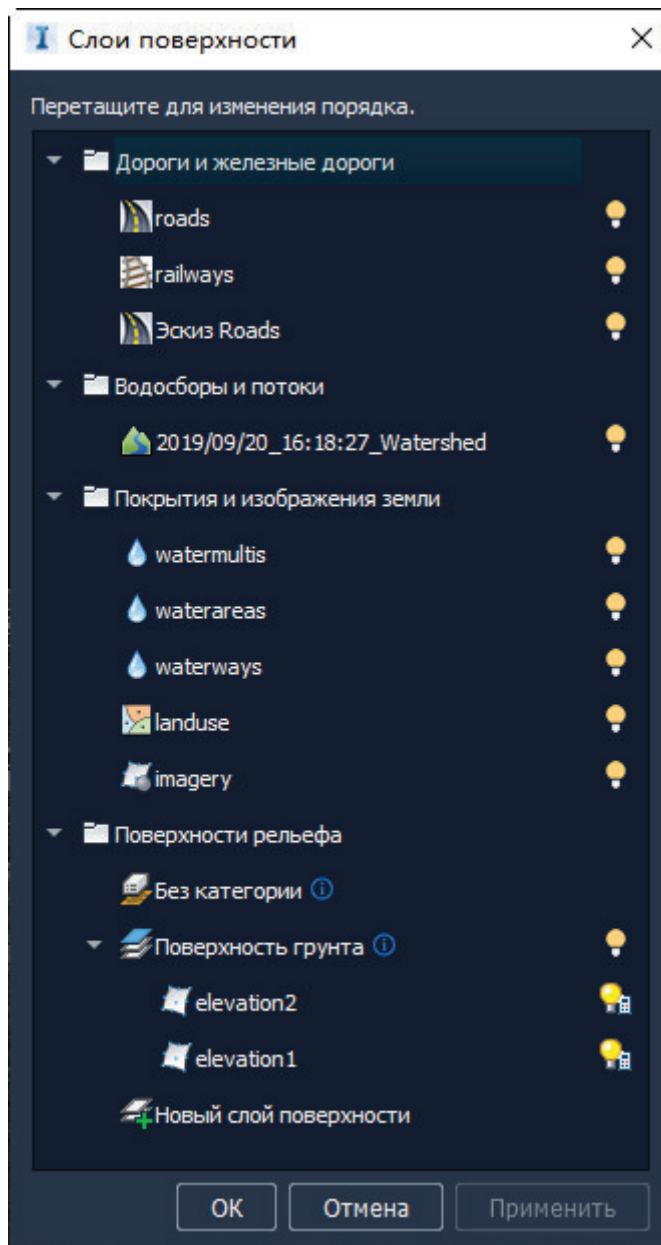 Слои поверхности
Перетащите для изменения порядка.
Дороги и железные дороги
roads
railways
Эскиз Roads
Водосборы и потоки
2019/09/20_16:18:27_Watershed
Покрытия и изображения земли
watermultis
waterareas
waterways
landuse
imagery
Поверхности рельефа
Без категории
Поверхность грунта
elevation2
elevation1
Новый слой поверхности
ОК Отмена Применить